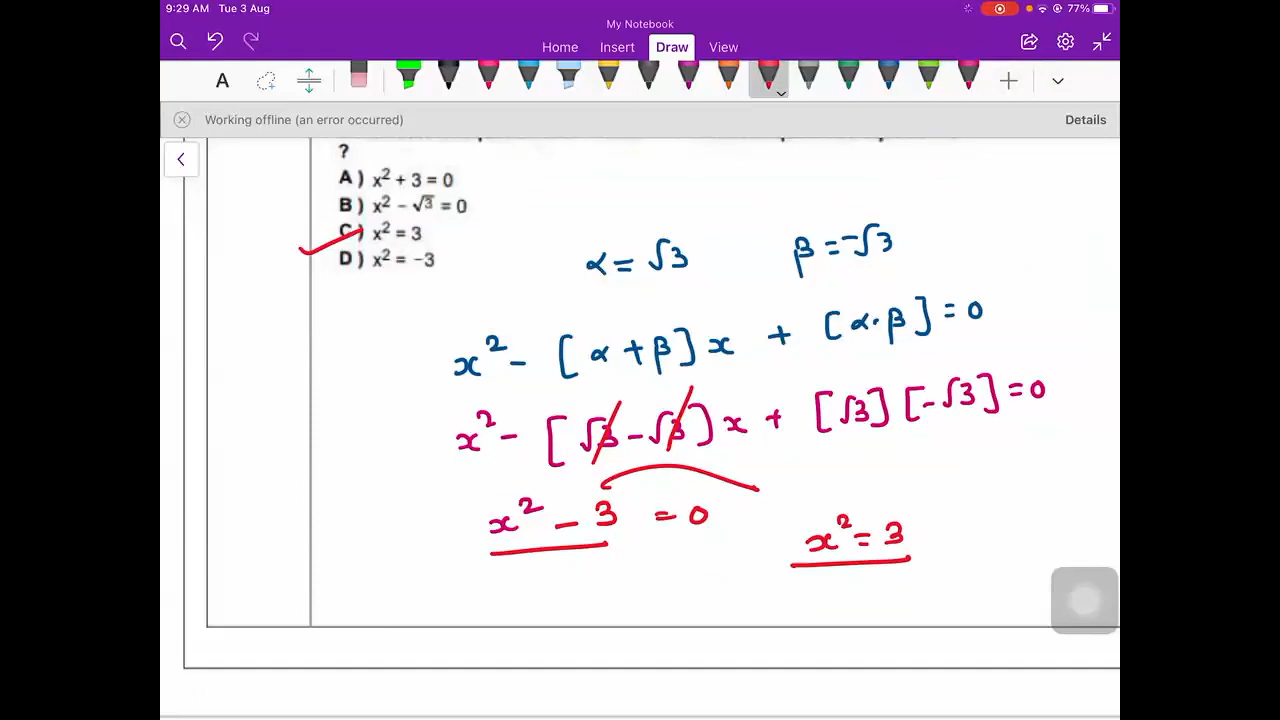 9:29 AM Tue 3 Aug
77%
My Notebook
Home Insert Draw View
A
Working offline (an error occurred)
Details
?
A ) x² + 3 = 0
B ) x² - √3 = 0
C ) x² = 3
D ) x² = -3
α = √3 β = -√3
x² - [α + β] x + [α · β] = 0
x² - [√3 - √3] x + [√3] [-√3] = 0
x² - 3 = 0
x² = 3